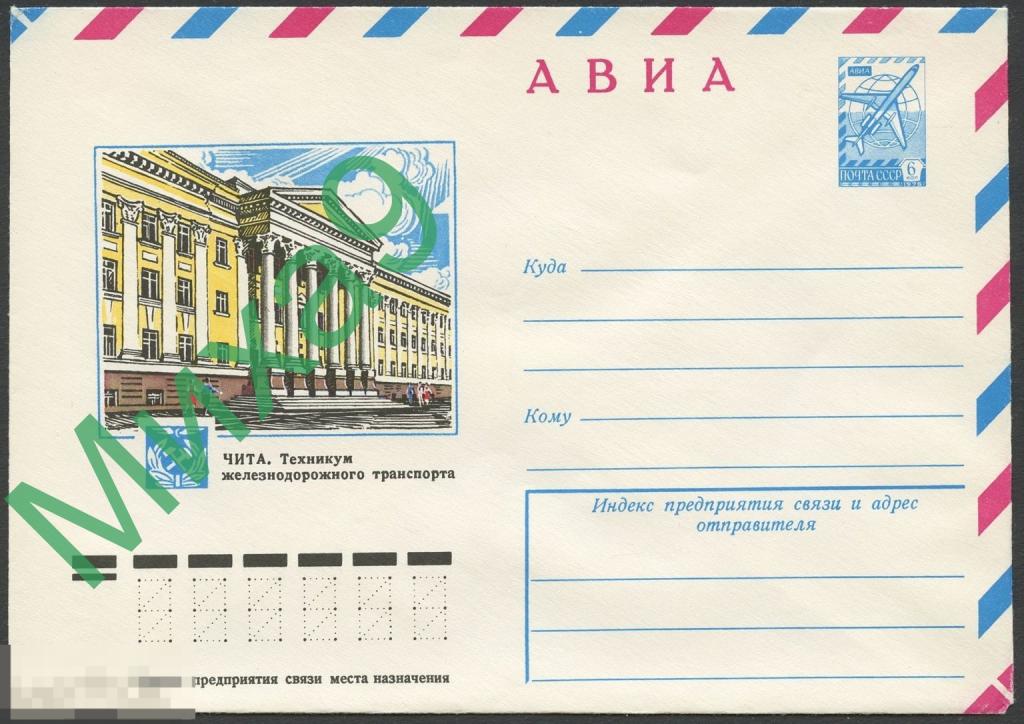 АВИА
АВИА
ПОЧТА СССР 6
КОП
Куда
Кому
ЧИТА. Техникум
железнодорожного транспорта
Индекс предприятия связи и адрес
отправителя
предприятия связи места назначения